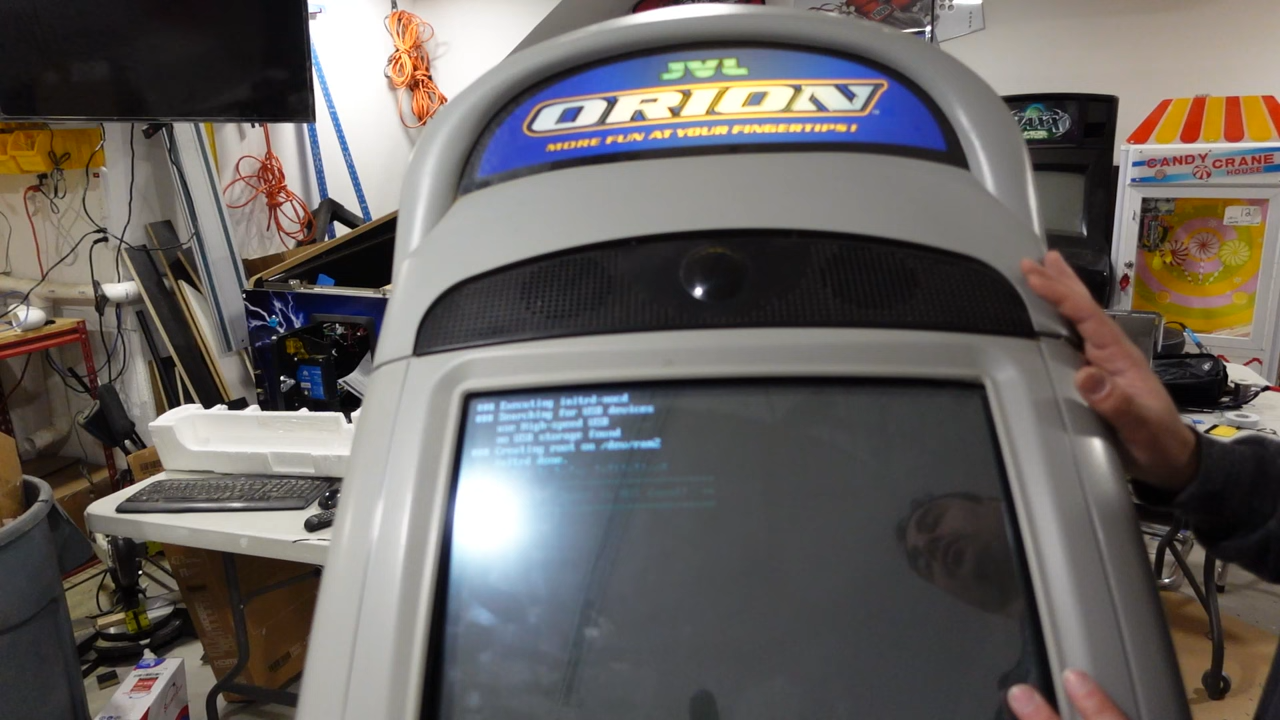 JVL
ORION
MORE FUN AT YOUR FINGERTIPS!
CANDY CRANE
HOUSE
### Executing initrd-nocd
### Searching for USB devices
use High-speed USB
no USB storage found
### Creating root on /dev/ram2
initrd done.